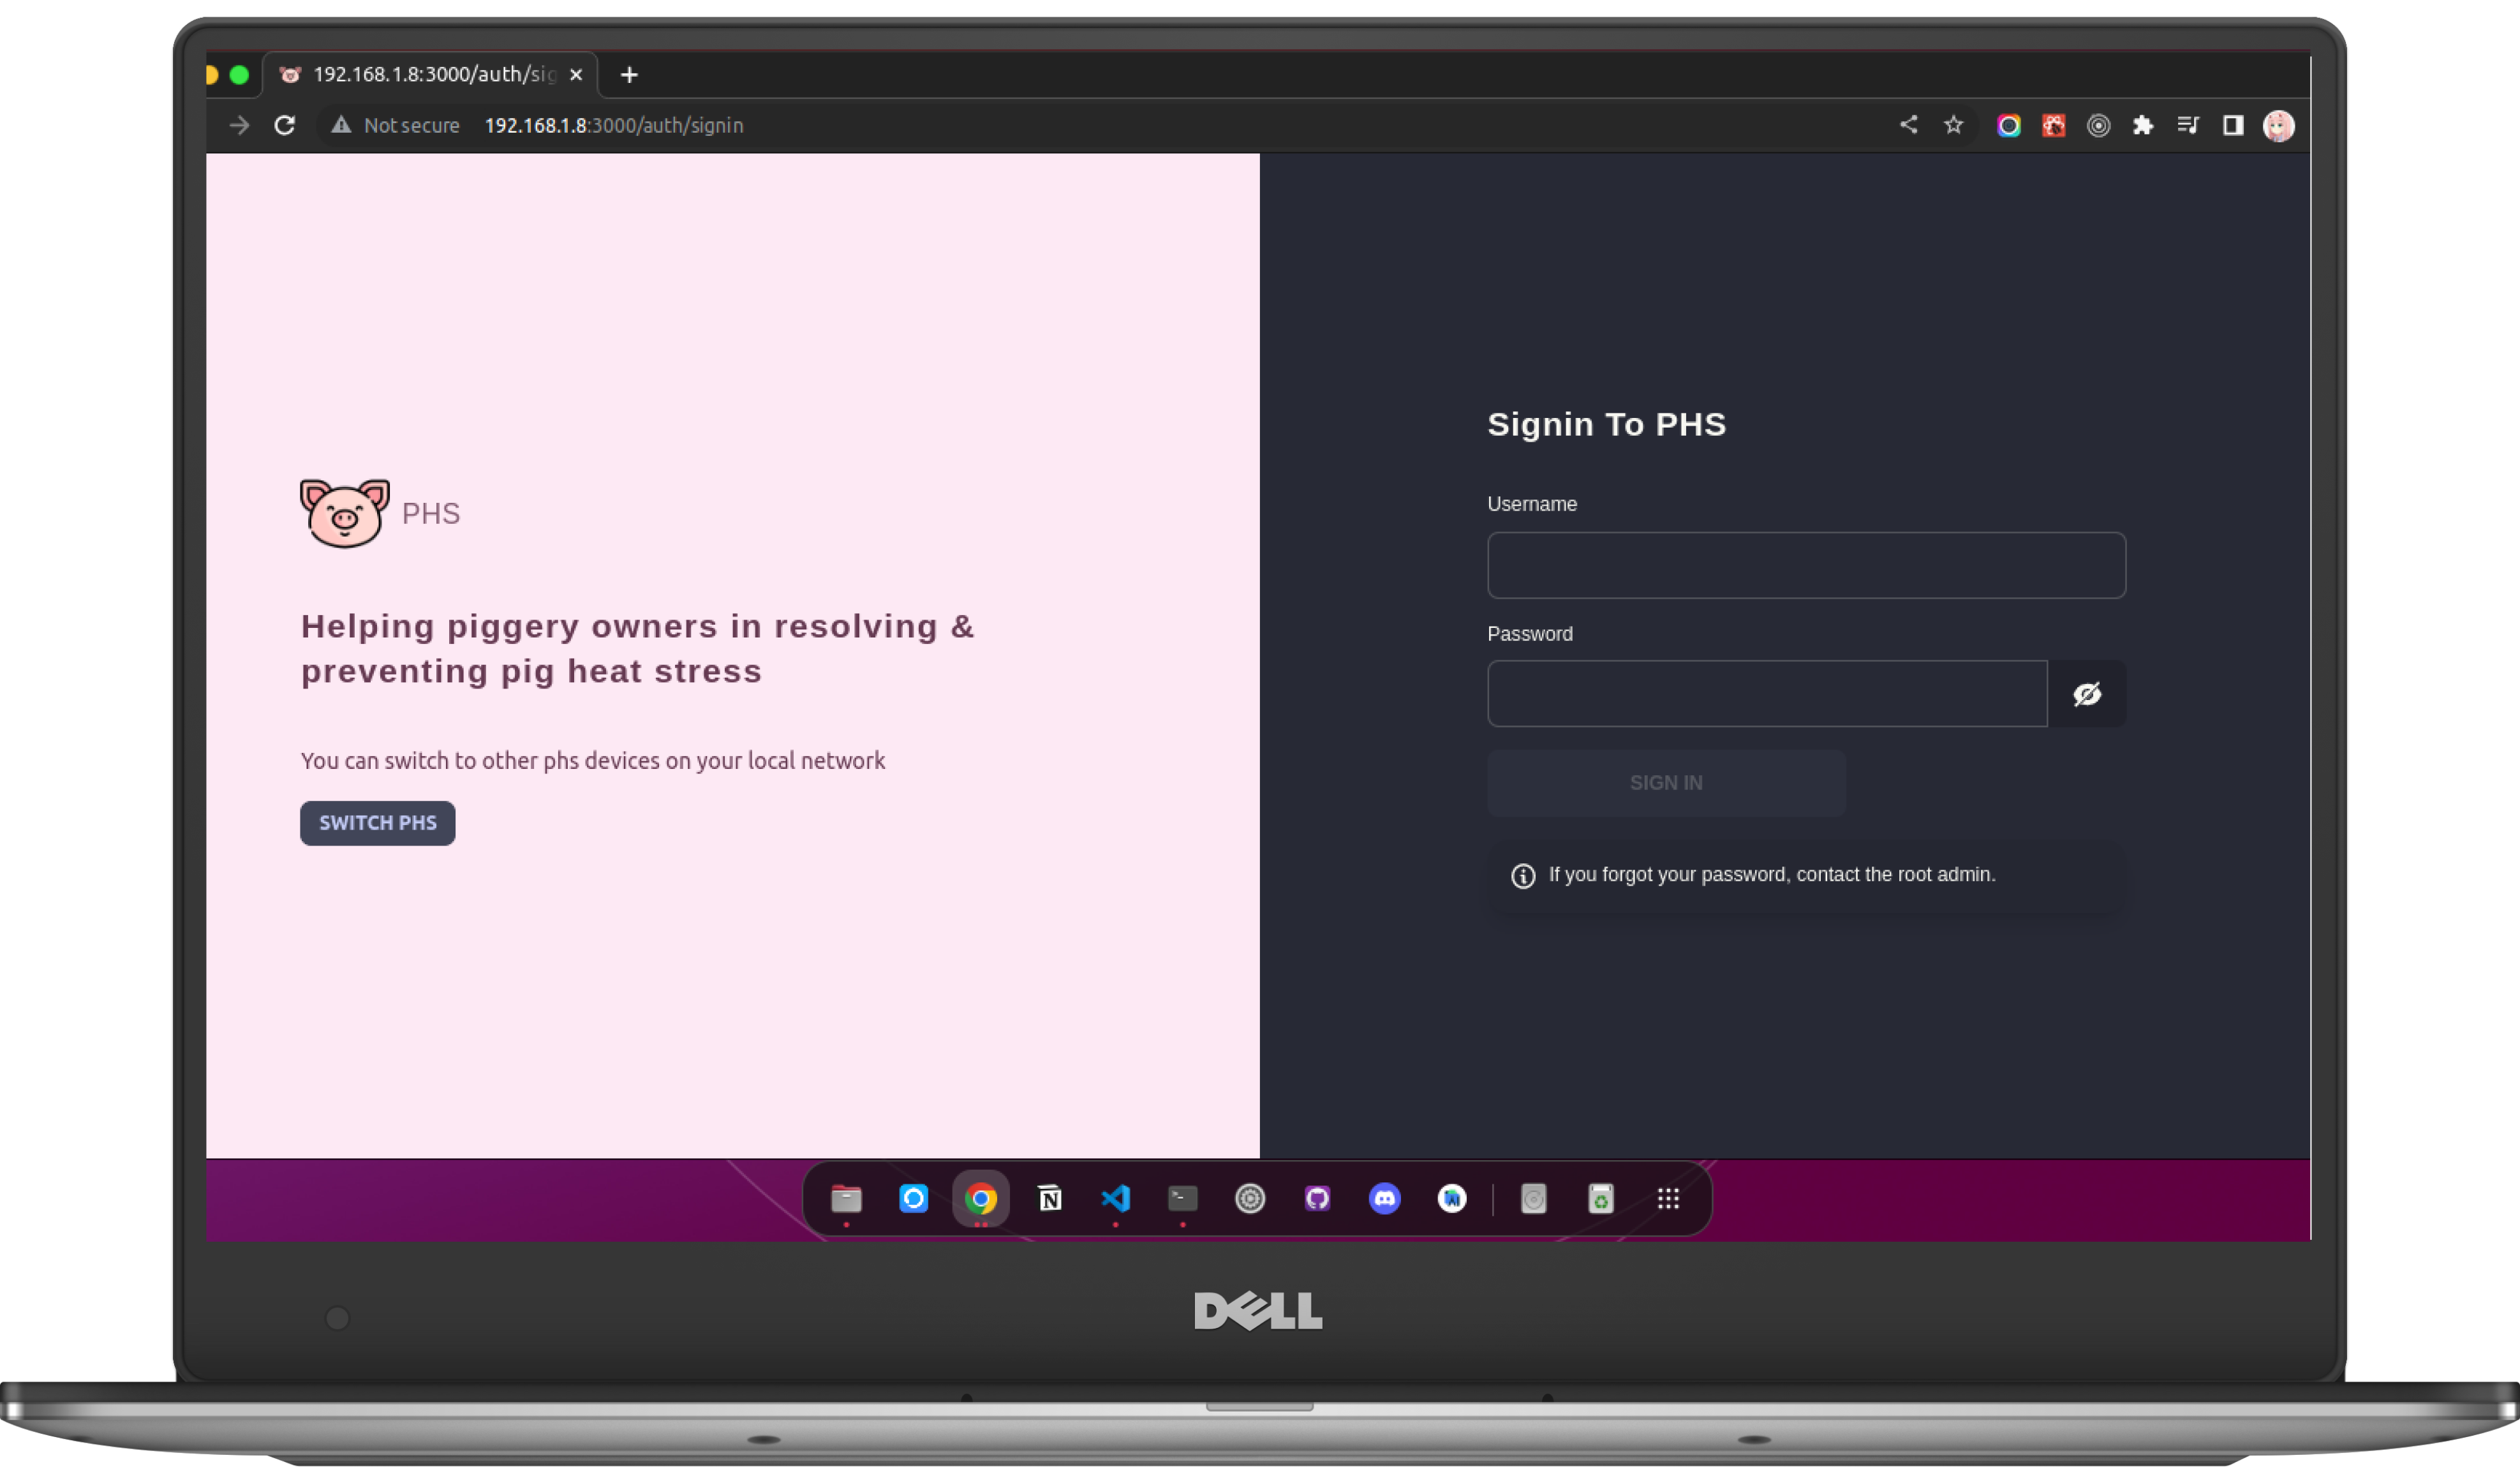 192.168.1.8:3000/auth/sig
Not secure 192.168.1.8:3000/auth/signin
PHS
Helping piggery owners in resolving &
preventing pig heat stress
You can switch to other phs devices on your local network
SWITCH PHS
Signin To PHS
Username
Password
SIGN IN
If you forgot your password, contact the root admin.
DELL